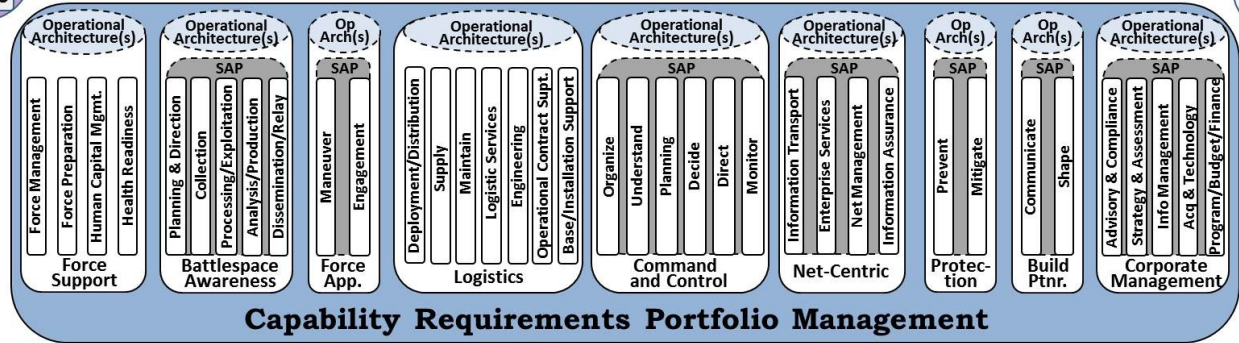 Operational
Architecture(s)
Force Management
Force Preparation
Human Capital Mgmt.
Health Readiness
Force
Support
Operational
Architecture(s)
SAP
Planning & Direction
Collection
Processing/Exploitation
Analysis/Production
Dissemination/Relay
Battlespace
Awareness
Op
Arch(s)
SAP
Maneuver
Engagement
Force
App.
Operational
Architecture(s)
Deployment/Distribution
Supply
Maintain
Logistic Services
Engineering
Operational Contract Supt.
Base/Installation Support
Logistics
Operational
Architecture(s)
SAP
Organize
Understand
Planning
Decide
Direct
Monitor
Command
and Control
Operational
Architecture(s)
SAP
Information Transport
Enterprise Services
Net Management
Information Assurance
Net-Centric
Op
Arch(s)
SAP
Prevent
Mitigate
Protec-
tion
Op
Arch(s)
SAP
Communicate
Shape
Build
Ptnr.
Operational
Architecture(s)
SAP
Advisory & Compliance
Strategy & Assessment
Info Management
Acq & Technology
Program/Budget/Finance
Corporate
Management
Capability Requirements Portfolio Management